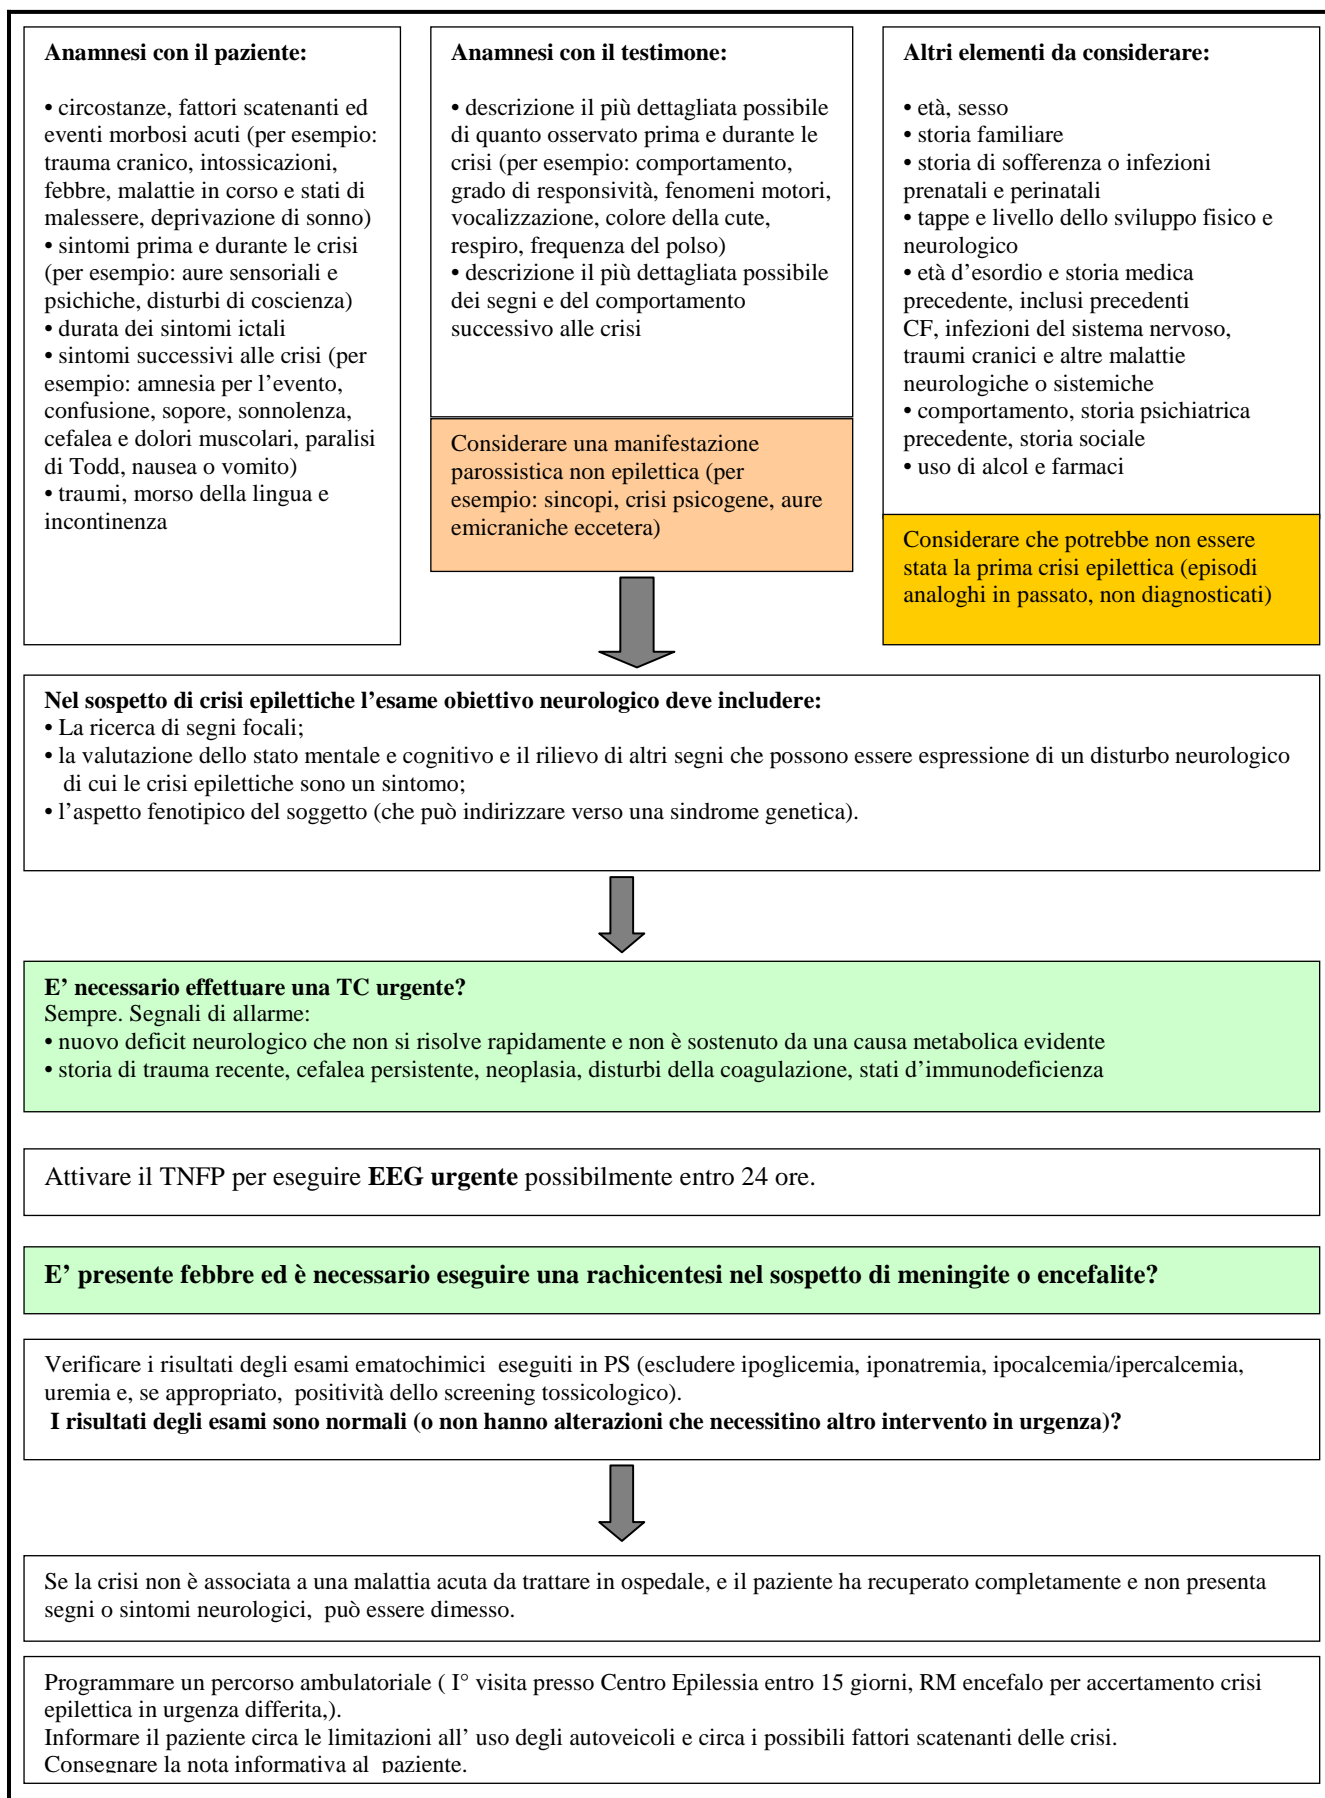 Anamnesi con il paziente:
• circostanze, fattori scatenanti ed
eventi morbosi acuti (per esempio:
trauma cranico, intossicazioni,
febbre, malattie in corso e stati di
malessere, deprivazione di sonno)
• sintomi prima e durante le crisi
(per esempio: aure sensoriali e
psichiche, disturbi di coscienza)
• durata dei sintomi ictali
• sintomi successivi alle crisi (per
esempio: amnesia per l’evento,
confusione, sopore, sonnolenza,
cefalea e dolori muscolari, paralisi
di Todd, nausea o vomito)
• traumi, morso della lingua e
incontinenza
Anamnesi con il testimone:
• descrizione il più dettagliata possibile
di quanto osservato prima e durante le
crisi (per esempio: comportamento,
grado di responsività, fenomeni motori,
vocalizzazione, colore della cute,
respiro, frequenza del polso)
• descrizione il più dettagliata possibile
dei segni e del comportamento
successivo alle crisi
Considerare una manifestazione
parossistica non epilettica (per
esempio: sincopi, crisi psicogene, aure
emicraniche eccetera)
Altri elementi da considerare:
• età, sesso
• storia familiare
• storia di sofferenza o infezioni
prenatali e perinatali
• tappe e livello dello sviluppo fisico e
neurologico
• età d’esordio e storia medica
precedente, inclusi precedenti
CF, infezioni del sistema nervoso,
traumi cranici e altre malattie
neurologiche o sistemiche
• comportamento, storia psichiatrica
precedente, storia sociale
• uso di alcol e farmaci
Considerare che potrebbe non essere
stata la prima crisi epilettica (episodi
analoghi in passato, non diagnosticati)
Nel sospetto di crisi epilettiche l’esame obiettivo neurologico deve includere:
• La ricerca di segni focali;
• la valutazione dello stato mentale e cognitivo e il rilievo di altri segni che possono essere espressione di un disturbo neurologico
di cui le crisi epilettiche sono un sintomo;
• l’aspetto fenotipico del soggetto (che può indirizzare verso una sindrome genetica).
E’ necessario effettuare una TC urgente?
Sempre. Segnali di allarme:
• nuovo deficit neurologico che non si risolve rapidamente e non è sostenuto da una causa metabolica evidente
• storia di trauma recente, cefalea persistente, neoplasia, disturbi della coagulazione, stati d’immunodeficienza
Attivare il TNFP per eseguire EEG urgente possibilmente entro 24 ore.
E’ presente febbre ed è necessario eseguire una rachicentesi nel sospetto di meningite o encefalite?
Verificare i risultati degli esami ematochimici eseguiti in PS (escludere ipoglicemia, iponatremia, ipocalcemia/ipercalcemia,
uremia e, se appropriato, positività dello screening tossicologico).
I risultati degli esami sono normali (o non hanno alterazioni che necessitino altro intervento in urgenza)?
Se la crisi non è associata a una malattia acuta da trattare in ospedale, e il paziente ha recuperato completamente e non presenta
segni o sintomi neurologici, può essere dimesso.
Programmare un percorso ambulatoriale ( I° visita presso Centro Epilessia entro 15 giorni, RM encefalo per accertamento crisi
epilettica in urgenza differita,).
Informare il paziente circa le limitazioni all’ uso degli autoveicoli e circa i possibili fattori scatenanti delle crisi.
Consegnare la nota informativa al paziente.